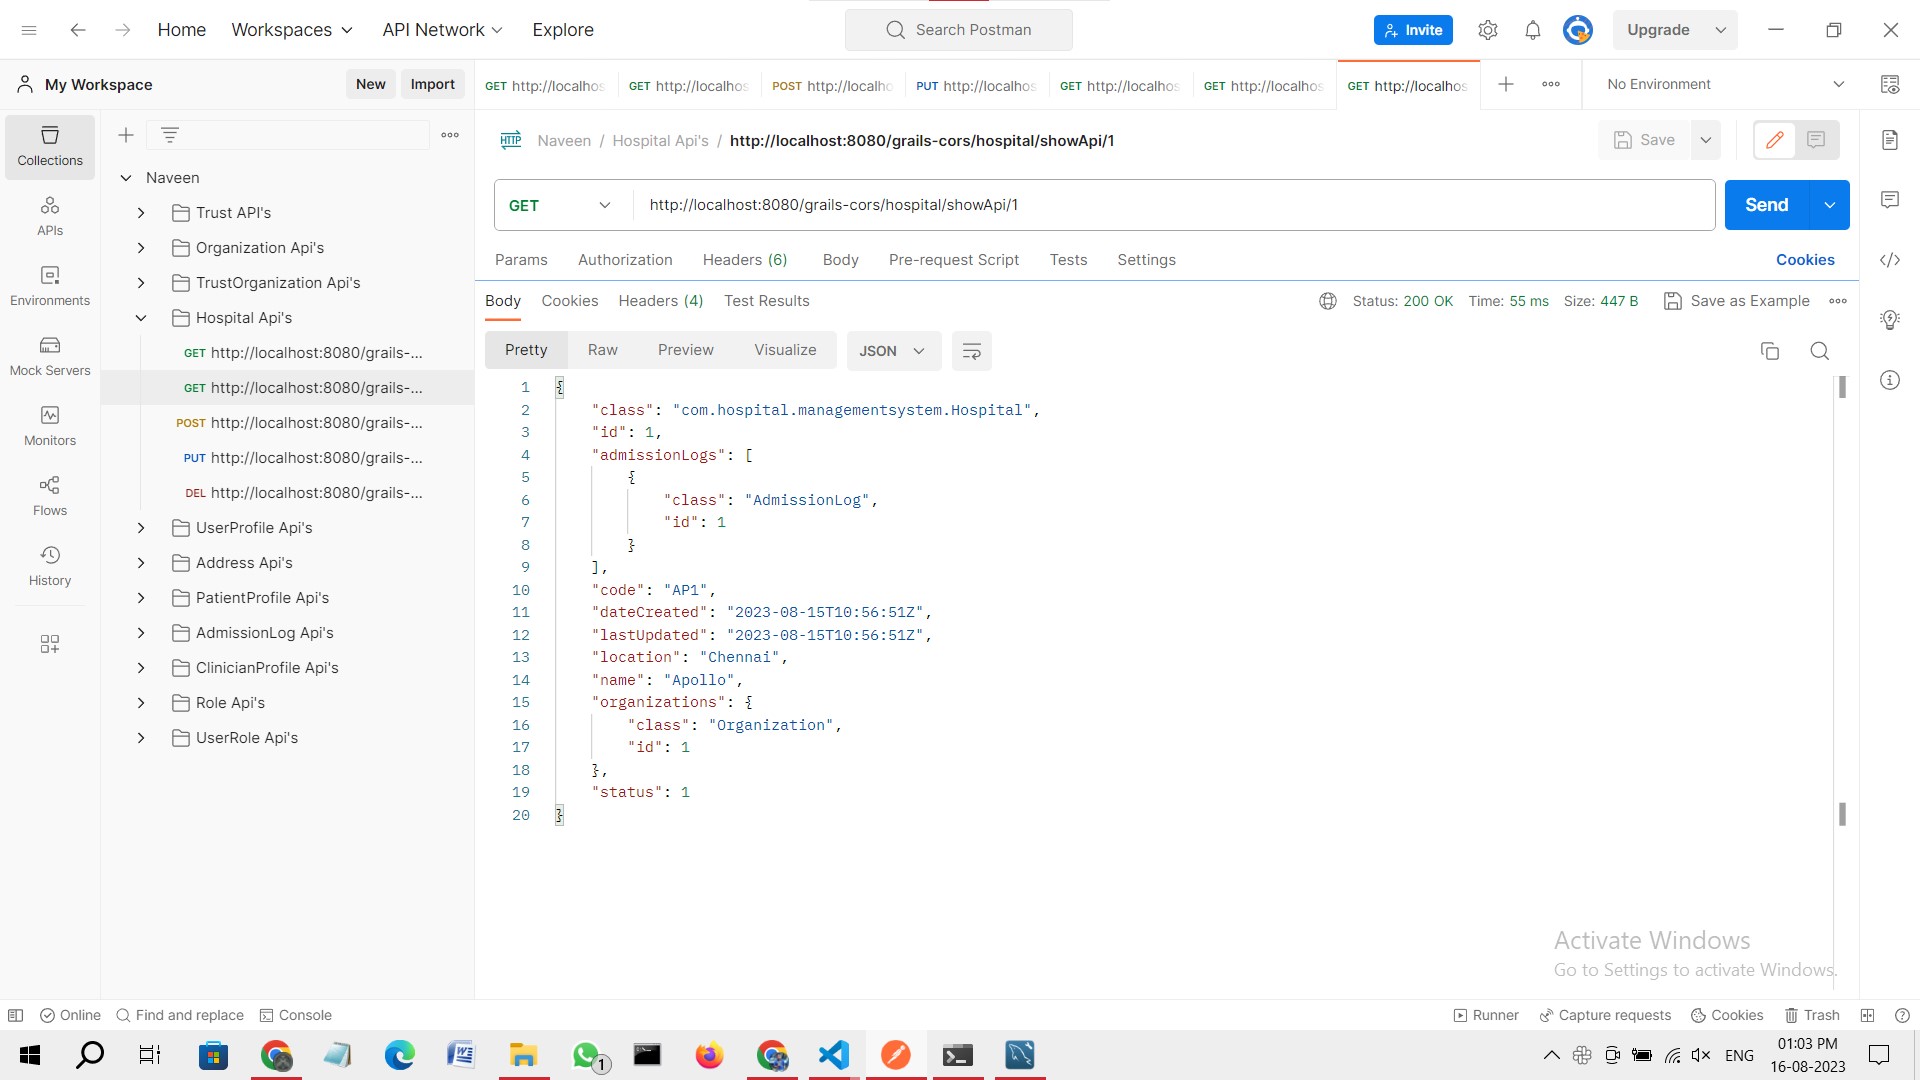 Home Workspaces API Network Explore Search Postman Invite Upgrade
My Workspace New Import
GET http://localhos GET http://localhos POST http://localho PUT http://localhos GET http://localhos GET http://localhos GET http://localhos No Environment
Collections
APIs
Environments
Mock Servers
Monitors
Flows
History
Naveen
Trust API's
Organization Api's
TrustOrganization Api's
Hospital Api's
GET http://localhost:8080/grails-...
GET http://localhost:8080/grails-...
POST http://localhost:8080/grails-...
PUT http://localhost:8080/grails-...
DEL http://localhost:8080/grails-...
UserProfile Api's
Address Api's
PatientProfile Api's
AdmissionLog Api's
ClinicianProfile Api's
Role Api's
UserRole Api's
HTTP Naveen / Hospital Api's / http://localhost:8080/grails-cors/hospital/showApi/1 Save
GET http://localhost:8080/grails-cors/hospital/showApi/1 Send
Params Authorization Headers (6) Body Pre-request Script Tests Settings Cookies
Body Cookies Headers (4) Test Results Status: 200 OK Time: 55 ms Size: 447 B Save as Example
Pretty Raw Preview Visualize JSON
1 {
2 "class": "com.hospital.managementsystem.Hospital",
3 "id": 1,
4 "admissionLogs": [
5 {
6 "class": "AdmissionLog",
7 "id": 1
8 }
9 ],
10 "code": "AP1",
11 "dateCreated": "2023-08-15T10:56:51Z",
12 "lastUpdated": "2023-08-15T10:56:51Z",
13 "location": "Chennai",
14 "name": "Apollo",
15 "organizations": {
16 "class": "Organization",
17 "id": 1
18 },
19 "status": 1
20 }
Activate Windows
Go to Settings to activate Windows.
Online Find and replace Console Runner Capture requests Cookies Trash
1 ENG 01:03 PM
16-08-2023